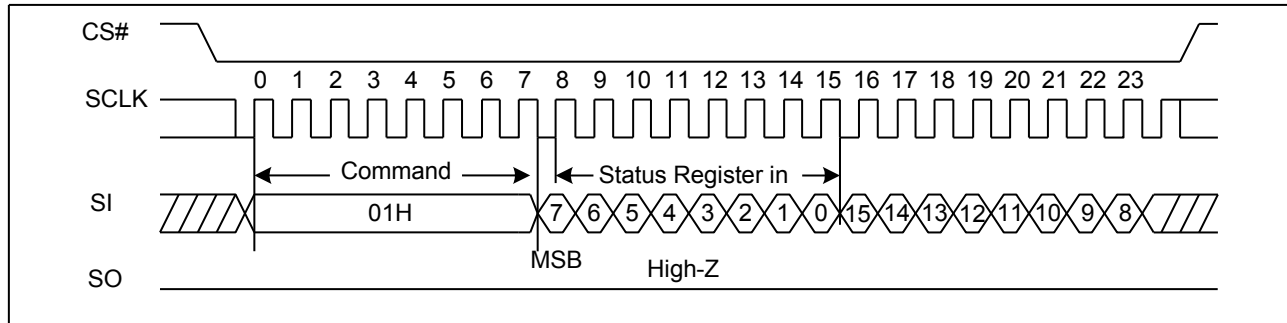 CS#
0 1 2 3 4 5 6 7 8 9 10 11 12 13 14 15 16 17 18 19 20 21 22 23
SCLK
Command Status Register in
SI 01H 7 6 5 4 3 2 1 0 15 14 13 12 11 10 9 8
MSB High-Z
SO